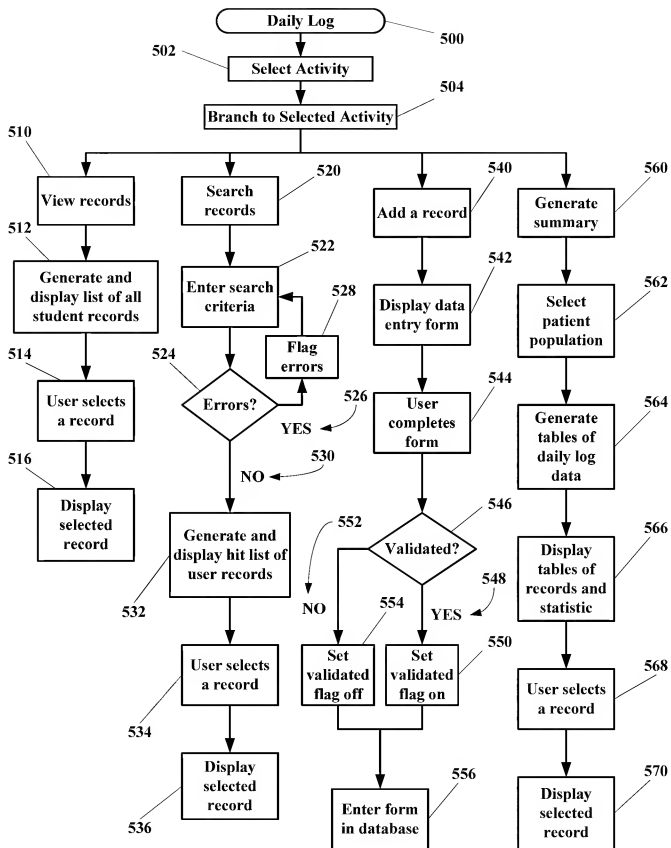 Daily Log
500
502
Select Activity
504
Branch to Selected Activity
510
View records
512
Generate and
display list of all
student records
514
User selects
a record
516
Display
selected
record
520
Search
records
522
Enter search
criteria
528
Flag
errors
524
Errors?
YES
526
NO
530
Generate and
display hit list of
user records
532
User selects
a record
534
Display
selected
record
536
540
Add a record
542
Display data
entry form
544
User
completes
form
546
Validated?
552
NO
548
YES
554
Set
validated
flag off
550
Set
validated
flag on
556
Enter form
in database
560
Generate
summary
562
Select
patient
population
564
Generate
tables of
daily log
data
566
Display
tables of
records and
statistic
568
User selects
a record
570
Display
selected
record